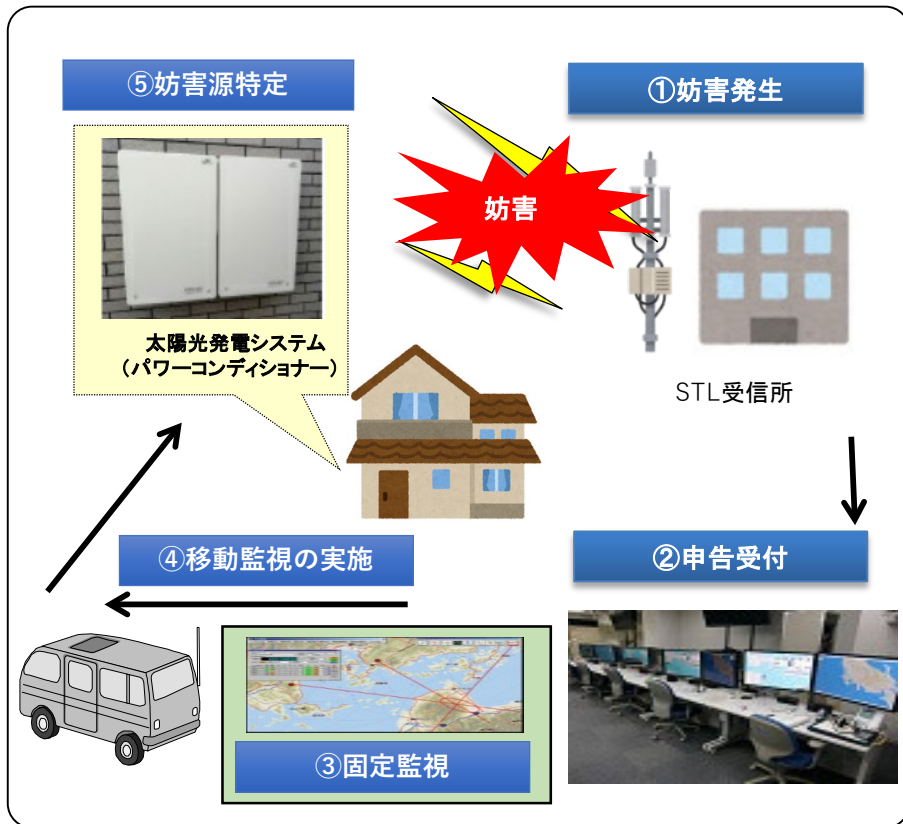 ⑤妨害源特定
①妨害発生
妨害
太陽光発電システム
（パワーコンディショナー）
STL受信所
④移動監視の実施
②申告受付
③固定監視